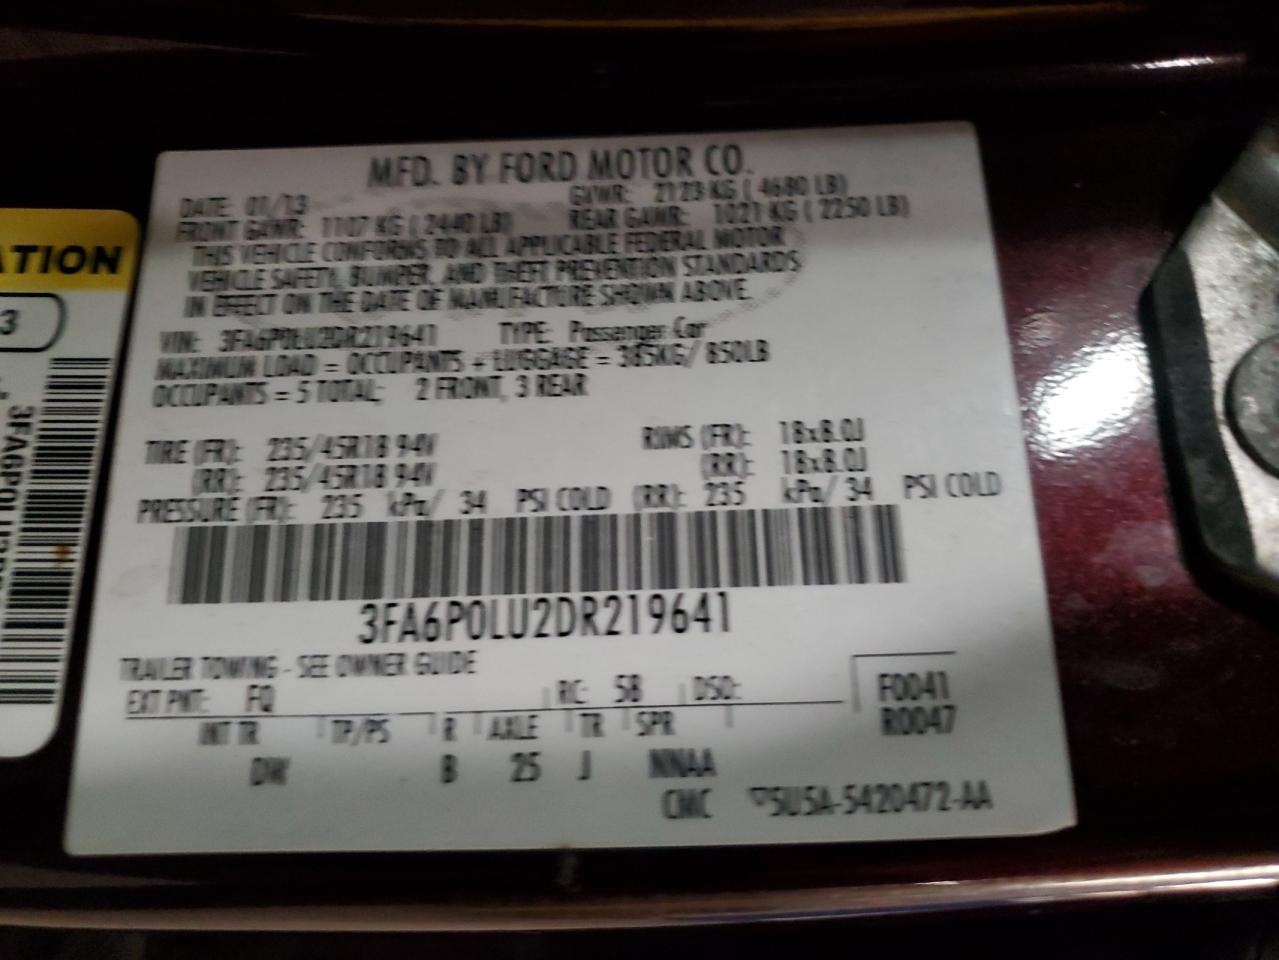 MFD. BY FORD MOTOR CO.
DATE: 01/13 GVWR: 2123 KG ( 4680 LB)
FRONT GAWR: 1107 KG ( 2440 LB) REAR GAWR: 1021 KG ( 2250 LB)
THIS VEHICLE CONFORMS TO ALL APPLICABLE FEDERAL MOTOR
VEHICLE SAFETY, BUMPER, AND THEFT PREVENTION STANDARDS
IN EFFECT ON THE DATE OF MANUFACTURE SHOWN ABOVE.
VIN: 3FA6P0LU2DR219641 TYPE: Passenger Car
MAXIMUM LOAD = OCCUPANTS + LUGGAGE = 385KG/ 850LB
OCCUPANTS = 5 TOTAL; 2 FRONT, 3 REAR
TIRE (FR): 235/45R18 94V RIMS (FR): 18x8.0J
(RR): 235/45R18 94V (RR): 18x8.0J
PRESSURE (FR): 235 kPa/ 34 PSI COLD (RR): 235 kPa/ 34 PSI COLD
3FA6P0LU2DR219641
TRAILER TOWING - SEE OWNER GUIDE
EXT PNT: FQ RC: 58 DSO: F0041
R0047
INT TR TP/PS R AXLE TR SPR
DW B 25 J NNAA
CMC 5U5A-5420472-AA
ATION
3